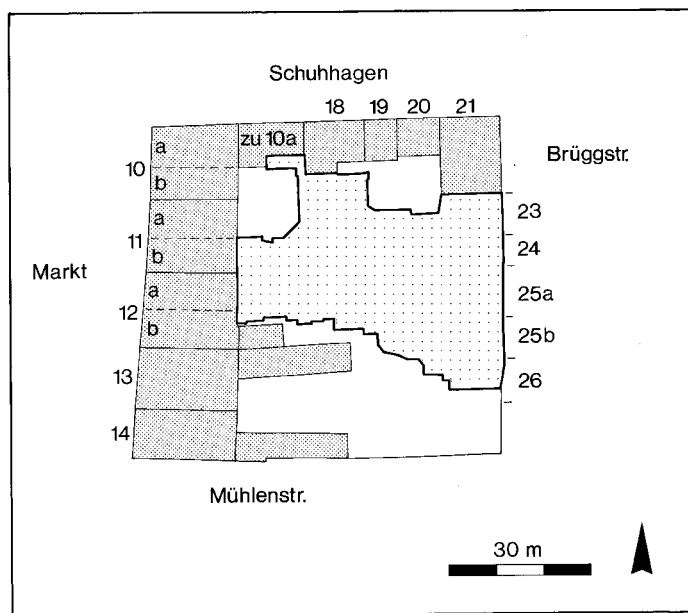 Schuhhagen
18 19 20 21
zu 10a
Brüggstr.
a
10
b
23
a
24
11
b
Markt
a
25a
12
b
25b
13
26
14
Mühlenstr.
30 m